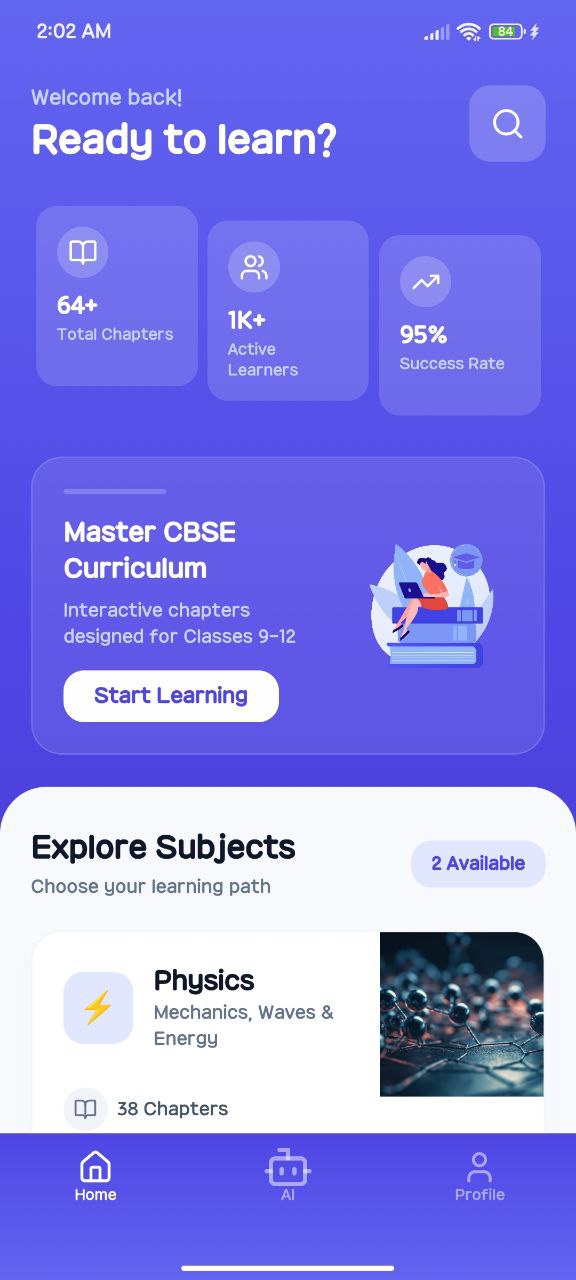 2:02 AM
84
Welcome back!
Ready to learn?
64+
Total Chapters
1K+
Active
Learners
95%
Success Rate
Master CBSE
Curriculum
Interactive chapters
designed for Classes 9-12
Start Learning
Explore Subjects
2 Available
Choose your learning path
Physics
Mechanics, Waves &
Energy
38 Chapters
Home
AI
Profile